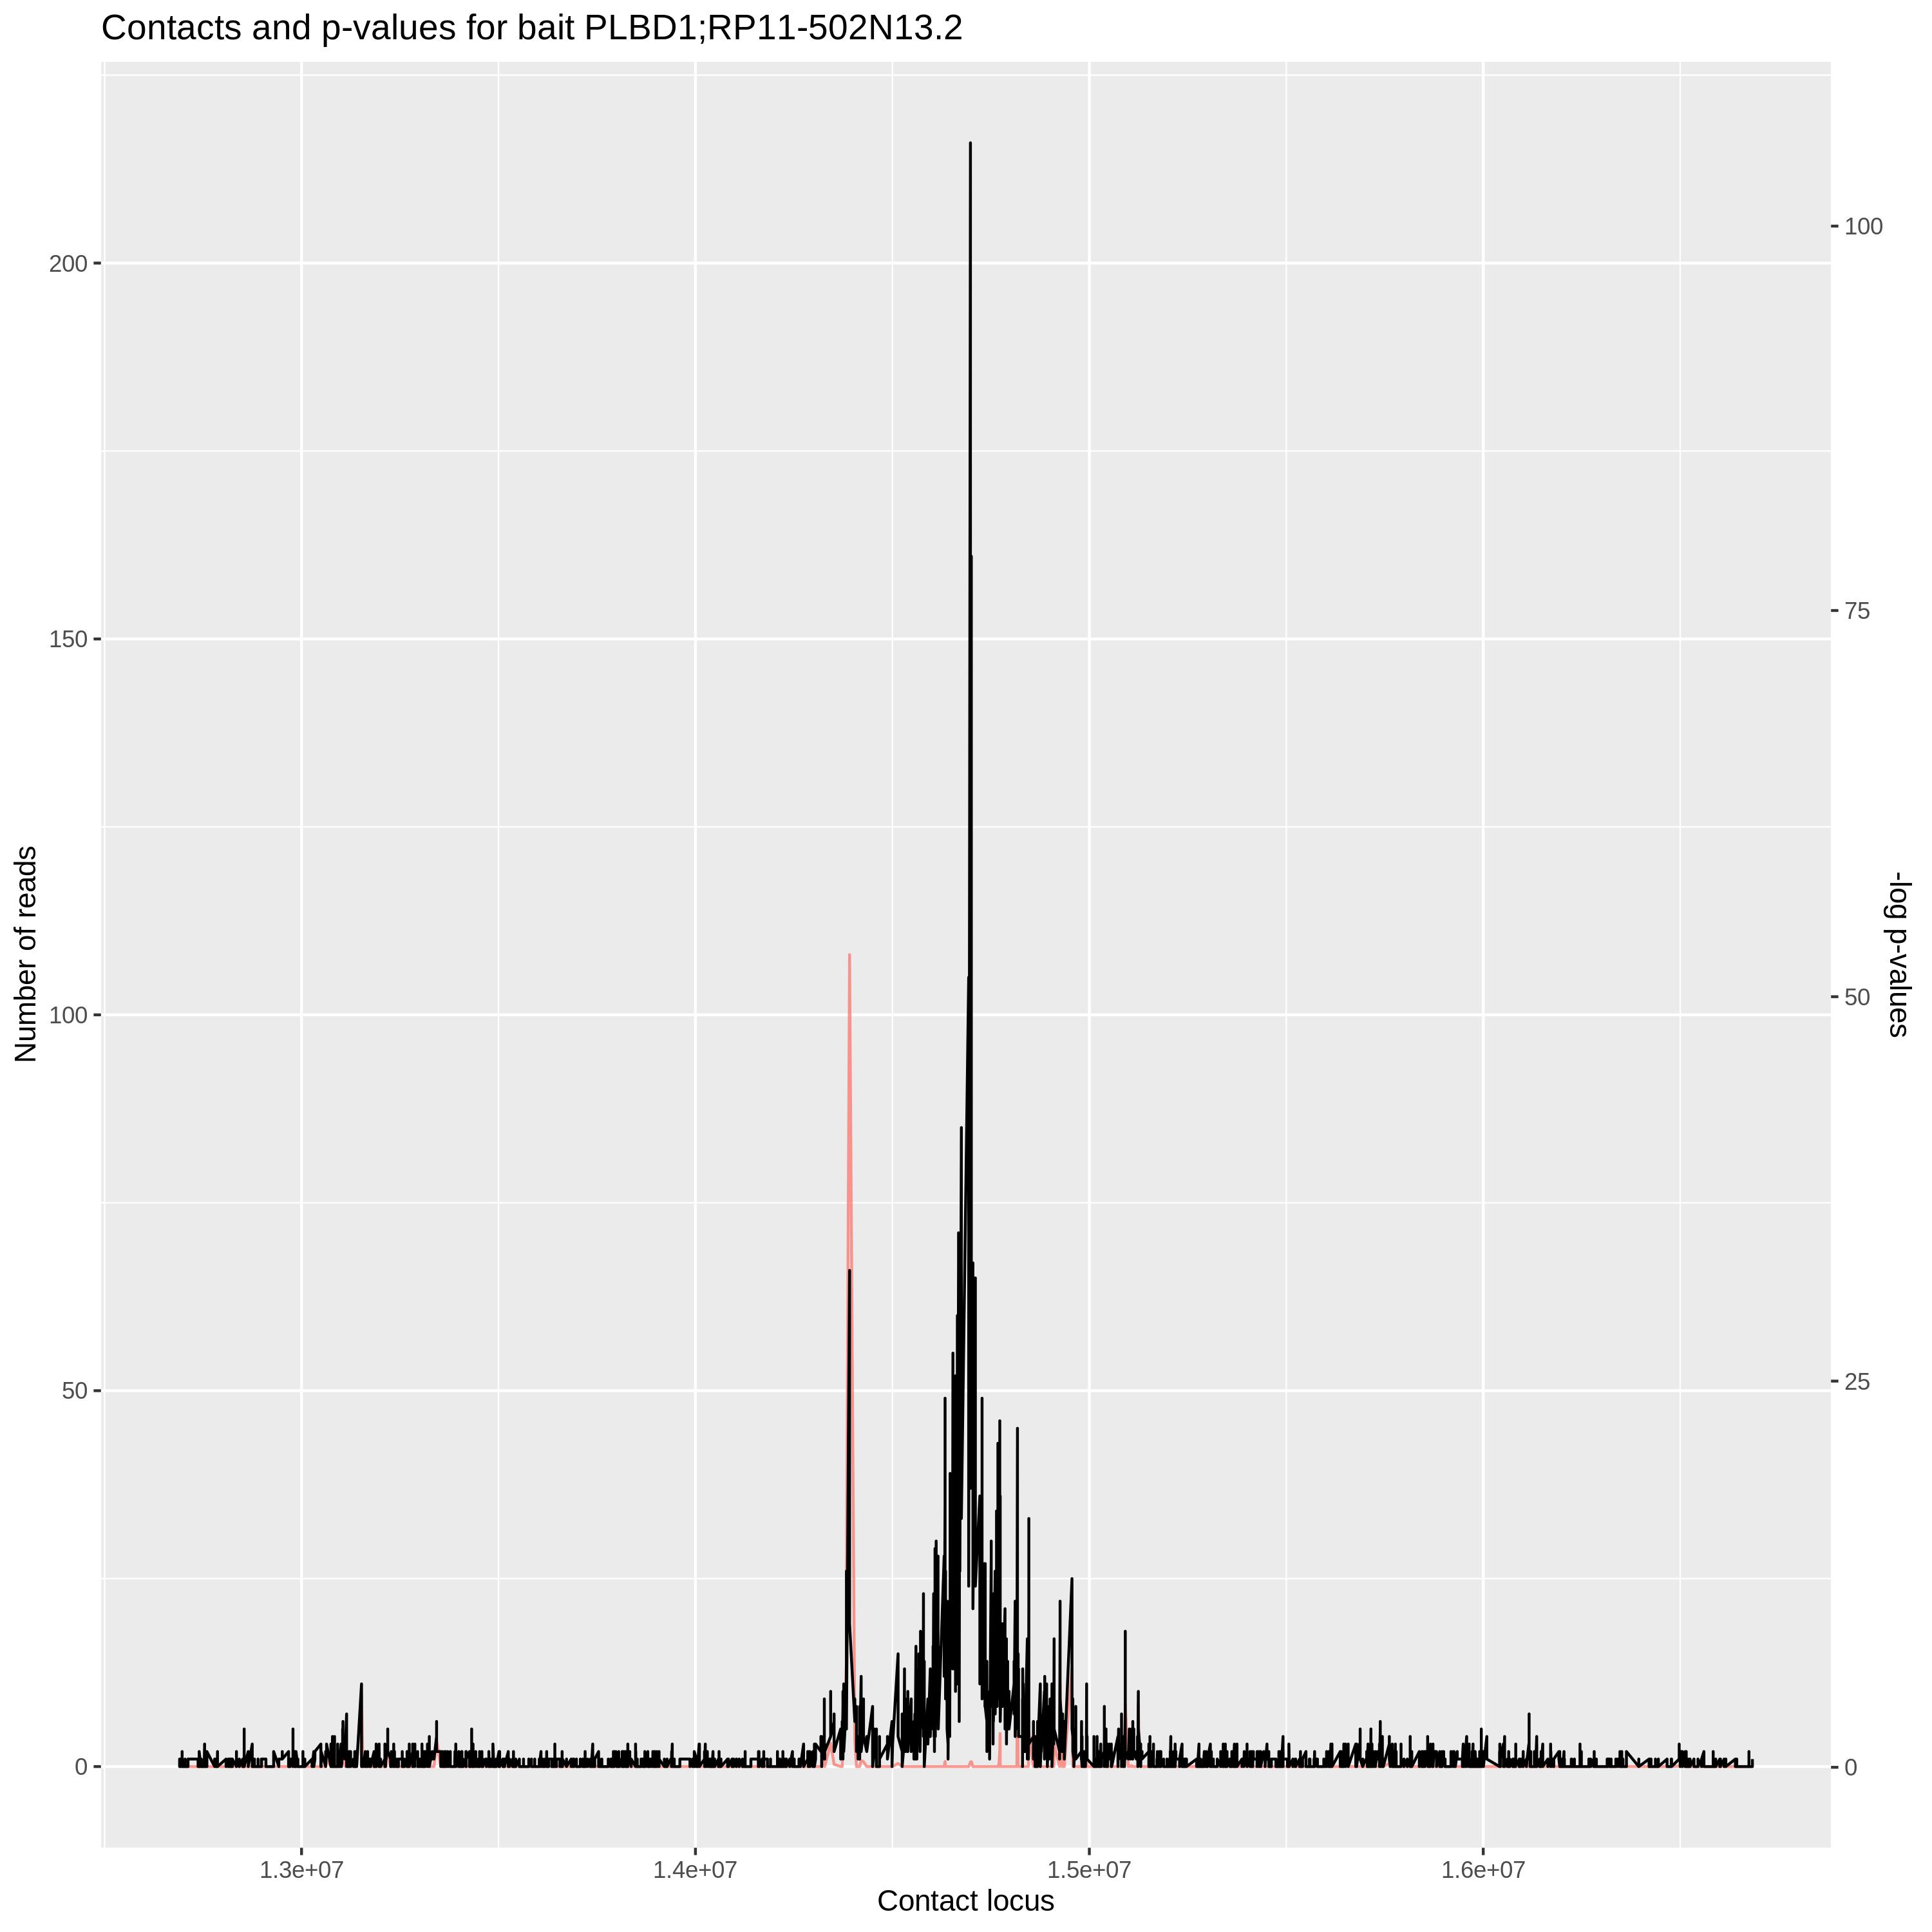 Contacts and p-values for bait PLBD1;RP11-502N13.2
200
150
100
50
0
Number of reads
100
75
50
25
0
-log p-values
1.3e+07
1.4e+07
1.5e+07
1.6e+07
Contact locus